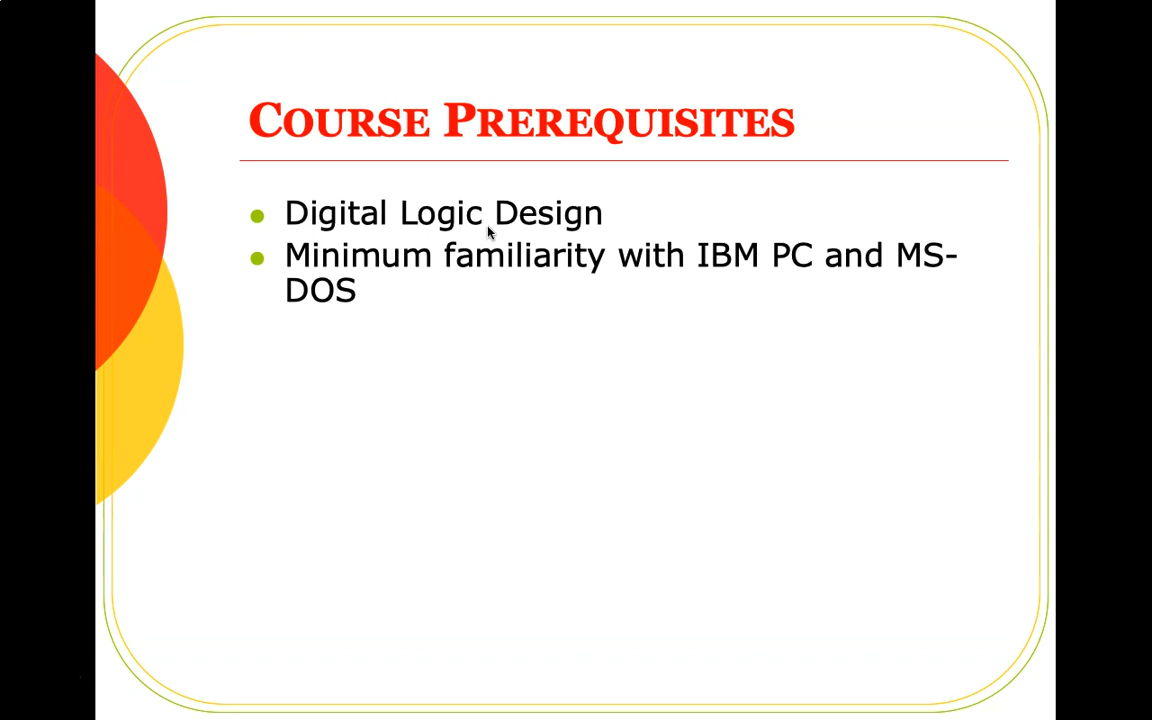 COURSE PREREQUISITES
Digital Logic Design
Minimum familiarity with IBM PC and MS-
DOS